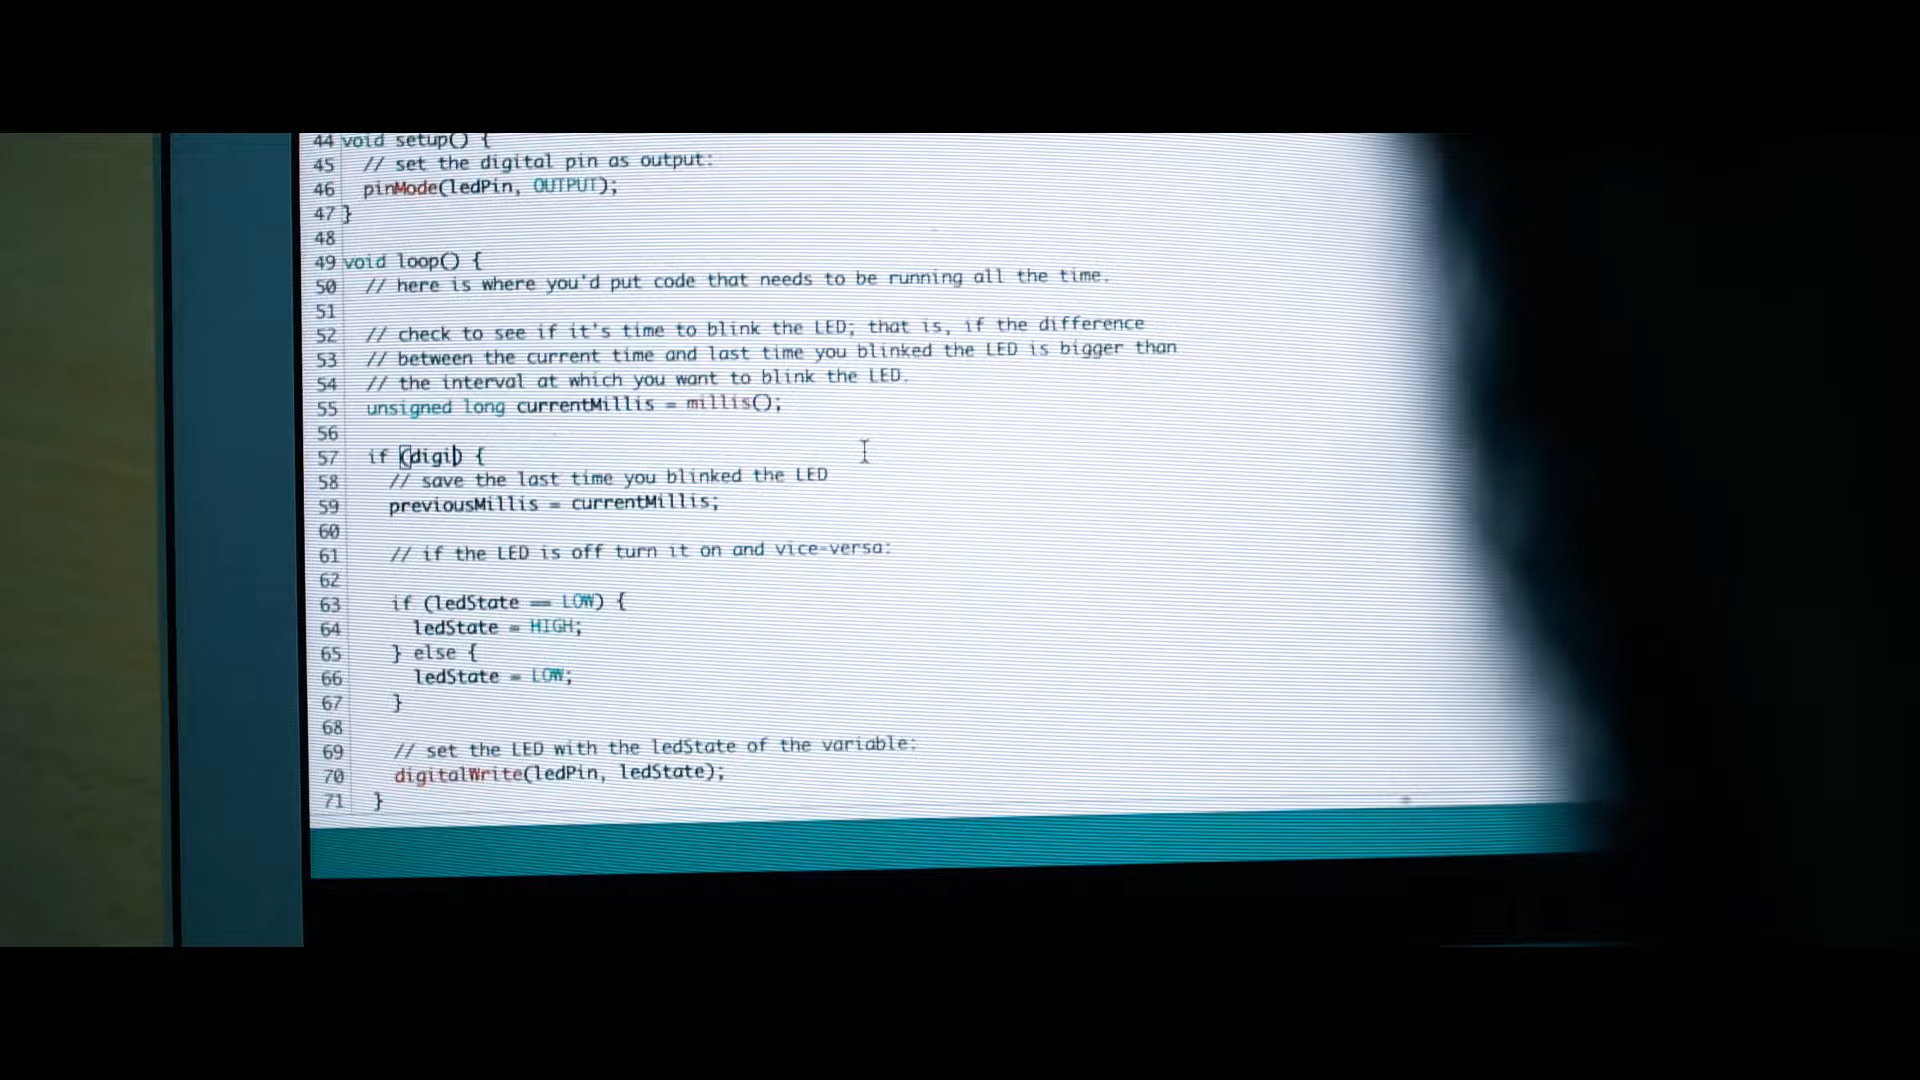 44 void setup() {
45 // set the digital pin as output:
46 pinMode(ledPin, OUTPUT);
47 }
48
49 void loop() {
50 // here is where you'd put code that needs to be running all the time.
51
52 // check to see if it's time to blink the LED; that is, if the difference
53 // between the current time and last time you blinked the LED is bigger than
54 // the interval at which you want to blink the LED.
55 unsigned long currentMillis = millis();
56
57 if (digi) {
58 // save the last time you blinked the LED
59 previousMillis = currentMillis;
60
61 // if the LED is off turn it on and vice-versa:
62
63 if (ledState == LOW) {
64 ledState = HIGH;
65 } else {
66 ledState = LOW;
67 }
68
69 // set the LED with the ledState of the variable:
70 digitalWrite(ledPin, ledState);
71 }